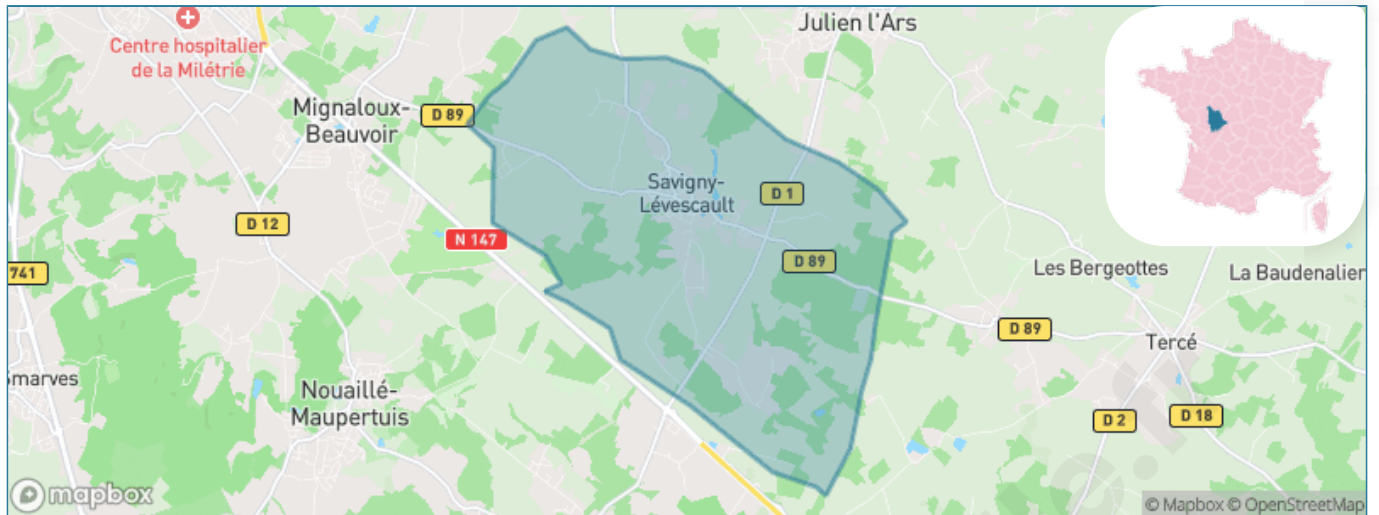 Julien l'Ars
Centre hospitalier
de la Milétrie
Mignaloux-
Beauvoir
D 89
Savigny-
Lévescault
D 1
D 12
N 147
D 89
741
Les Bergeottes
La Baudenalier
D 89
Tercé
marves
Nouaillé-
Maupertuis
D 2
D 18
mapbox
© Mapbox © OpenStreetMap